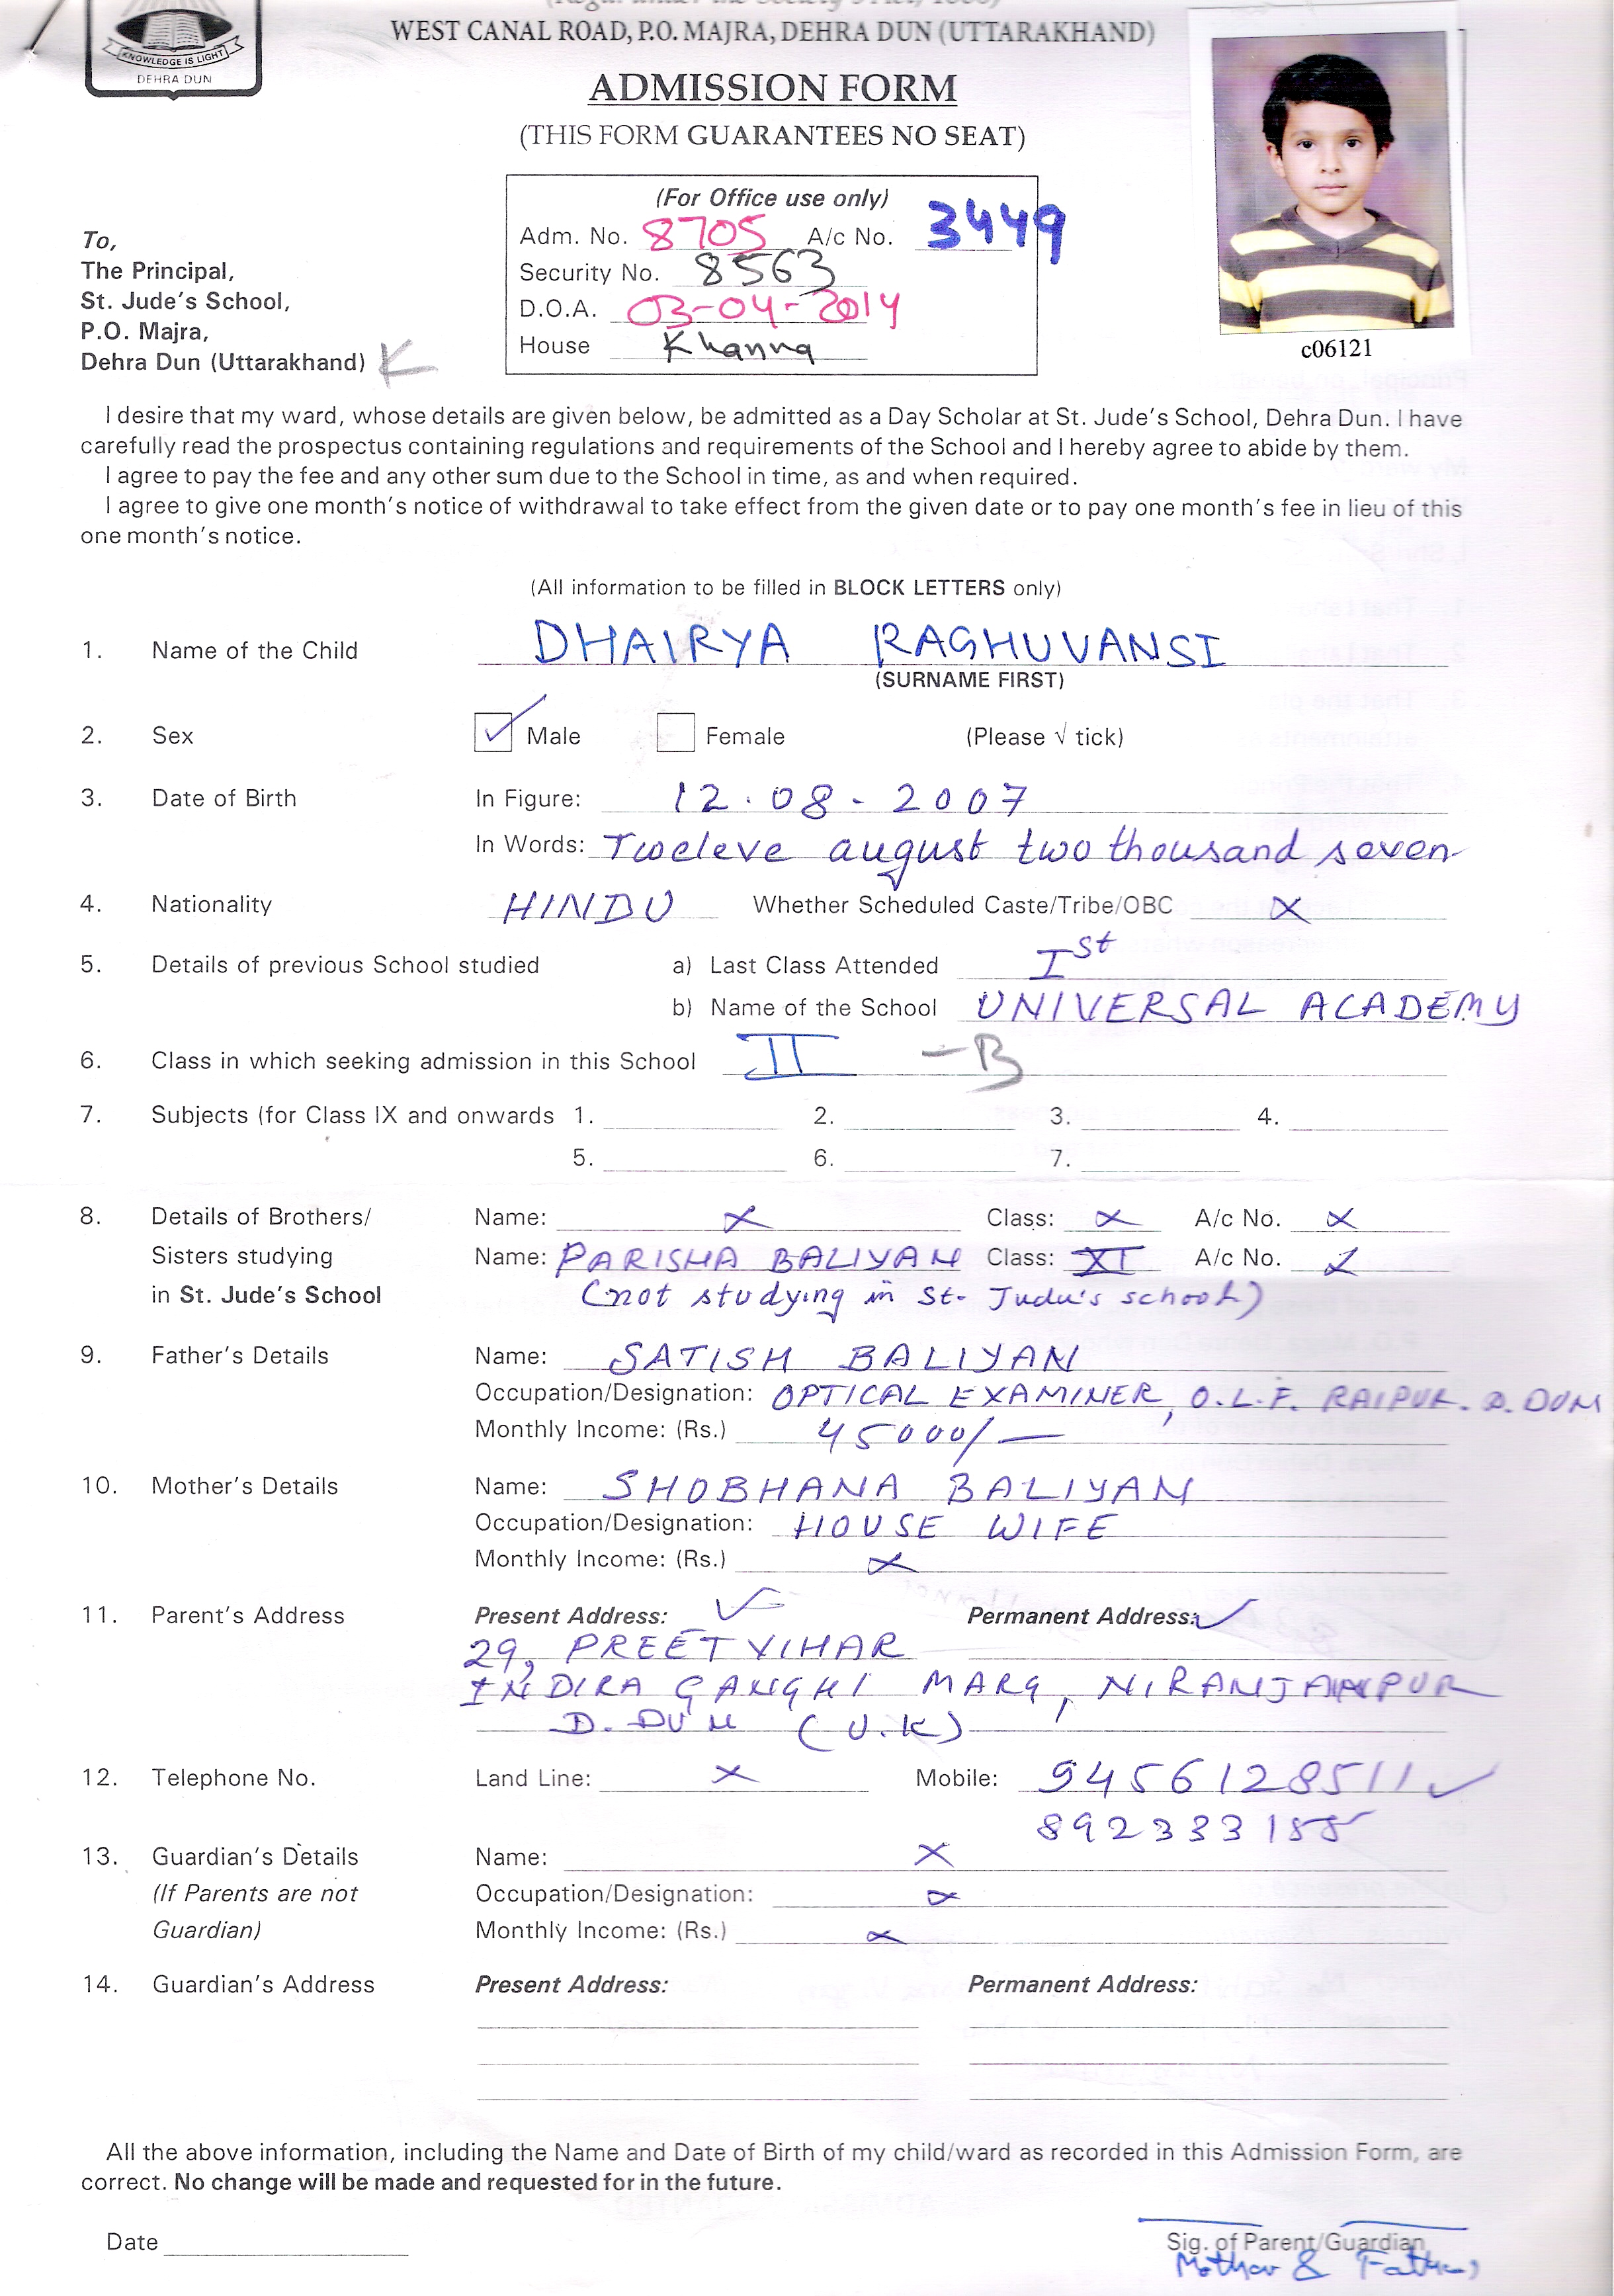 KNOWLEDGE IS LIGHT
DEHRA DUN
WEST CANAL ROAD, P.O. MAJRA, DEHRA DUN (UTTARAKHAND)
ADMISSION FORM
(THIS FORM GUARANTEES NO SEAT)
(For Office use only)
Adm. No. 8705 A/c No. 3449
Security No. 8563
D.O.A. 03-04-2014
House Khanna
c06121
To,
The Principal,
St. Jude's School,
P.O. Majra,
Dehra Dun (Uttarakhand) K
I desire that my ward, whose details are given below, be admitted as a Day Scholar at St. Jude's School, Dehra Dun. I have
carefully read the prospectus containing regulations and requirements of the School and I hereby agree to abide by them.
I agree to pay the fee and any other sum due to the School in time, as and when required.
I agree to give one month's notice of withdrawal to take effect from the given date or to pay one month's fee in lieu of this
one month's notice.
(All information to be filled in BLOCK LETTERS only)
1. Name of the Child DHAIRYA RAGHUVANSI
(SURNAME FIRST)
2. Sex ✓ Male Female (Please √ tick)
3. Date of Birth In Figure: 12.08-2007
In Words: Tweleve august two thousand seven
4. Nationality HINDU Whether Scheduled Caste/Tribe/OBC X
5. Details of previous School studied a) Last Class Attended Ist
b) Name of the School UNIVERSAL ACADEMY
6. Class in which seeking admission in this School II - B
7. Subjects (for Class IX and onwards 1. 2. 3. 4.
5. 6. 7.
8. Details of Brothers/ Name: X Class: X A/c No. X
Sisters studying Name: PARISHA BALIYAN Class: XI A/c No. X
in St. Jude's School (not studying in St. Judu's school)
9. Father's Details Name: SATISH BALIYAN
Occupation/Designation: OPTICAL EXAMINER, O.L.F. RAIPUR. D. DUN
Monthly Income: (Rs.) 45000/-
10. Mother's Details Name: SHOBHANA BALIYAN
Occupation/Designation: HOUSE WIFE
Monthly Income: (Rs.) X
11. Parent's Address Present Address: ✓ Permanent Address: ✓
29, PREET VIHAR
INDIRA GANGHI MARG, NIRANJANPUR
D. DUN (U.K)
12. Telephone No. Land Line: X Mobile: 9456128511 ✓
892333155
13. Guardian's Details Name: X
(If Parents are not Occupation/Designation: X
Guardian) Monthly Income: (Rs.) X
14. Guardian's Address Present Address: Permanent Address:
All the above information, including the Name and Date of Birth of my child/ward as recorded in this Admission Form, are
correct. No change will be made and requested for in the future.
Date
Sig. of Parent/Guardian
Mother & Father